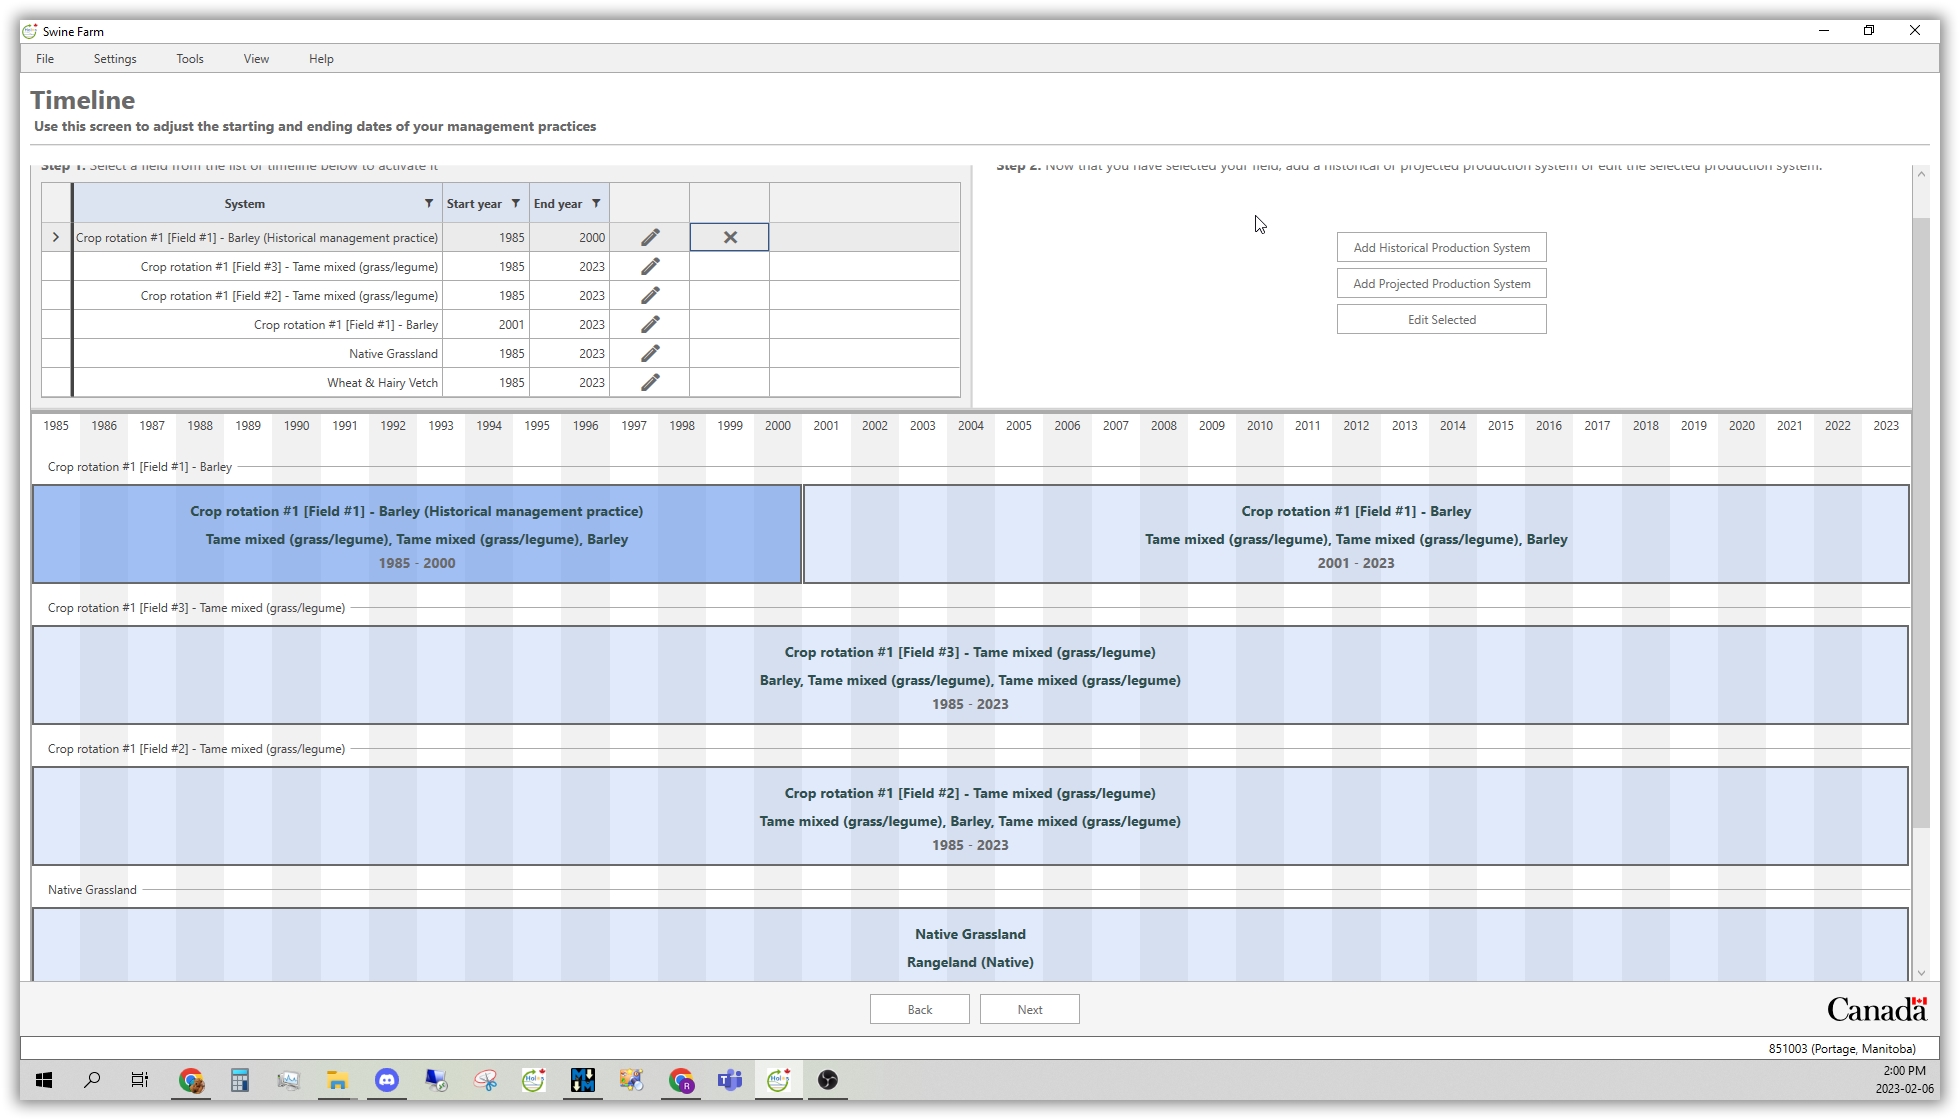 Swine Farm
File Settings Tools View Help
Timeline
Use this screen to adjust the starting and ending dates of your management practices
Step 1. Select a field from the list or timeline below to activate it
Step 2. Now that you have selected your field, add a historical or projected production system or edit the selected production system.
System Start year End year
Crop rotation #1 [Field #1] - Barley (Historical management practice) 1985 2000
Crop rotation #1 [Field #3] - Tame mixed (grass/legume) 1985 2023
Crop rotation #1 [Field #2] - Tame mixed (grass/legume) 1985 2023
Crop rotation #1 [Field #1] - Barley 2001 2023
Native Grassland 1985 2023
Wheat & Hairy Vetch 1985 2023
Add Historical Production System
Add Projected Production System
Edit Selected
1985 1986 1987 1988 1989 1990 1991 1992 1993 1994 1995 1996 1997 1998 1999 2000 2001 2002 2003 2004 2005 2006 2007 2008 2009 2010 2011 2012 2013 2014 2015 2016 2017 2018 2019 2020 2021 2022 2023
Crop rotation #1 [Field #1] - Barley
Crop rotation #1 [Field #1] - Barley (Historical management practice)
Tame mixed (grass/legume), Tame mixed (grass/legume), Barley
1985 - 2000
Crop rotation #1 [Field #1] - Barley
Tame mixed (grass/legume), Tame mixed (grass/legume), Barley
2001 - 2023
Crop rotation #1 [Field #3] - Tame mixed (grass/legume)
Crop rotation #1 [Field #3] - Tame mixed (grass/legume)
Barley, Tame mixed (grass/legume), Tame mixed (grass/legume)
1985 - 2023
Crop rotation #1 [Field #2] - Tame mixed (grass/legume)
Crop rotation #1 [Field #2] - Tame mixed (grass/legume)
Tame mixed (grass/legume), Barley, Tame mixed (grass/legume)
1985 - 2023
Native Grassland
Native Grassland
Rangeland (Native)
Back Next
Canada
851003 (Portage, Manitoba)
2:00 PM
2023-02-06